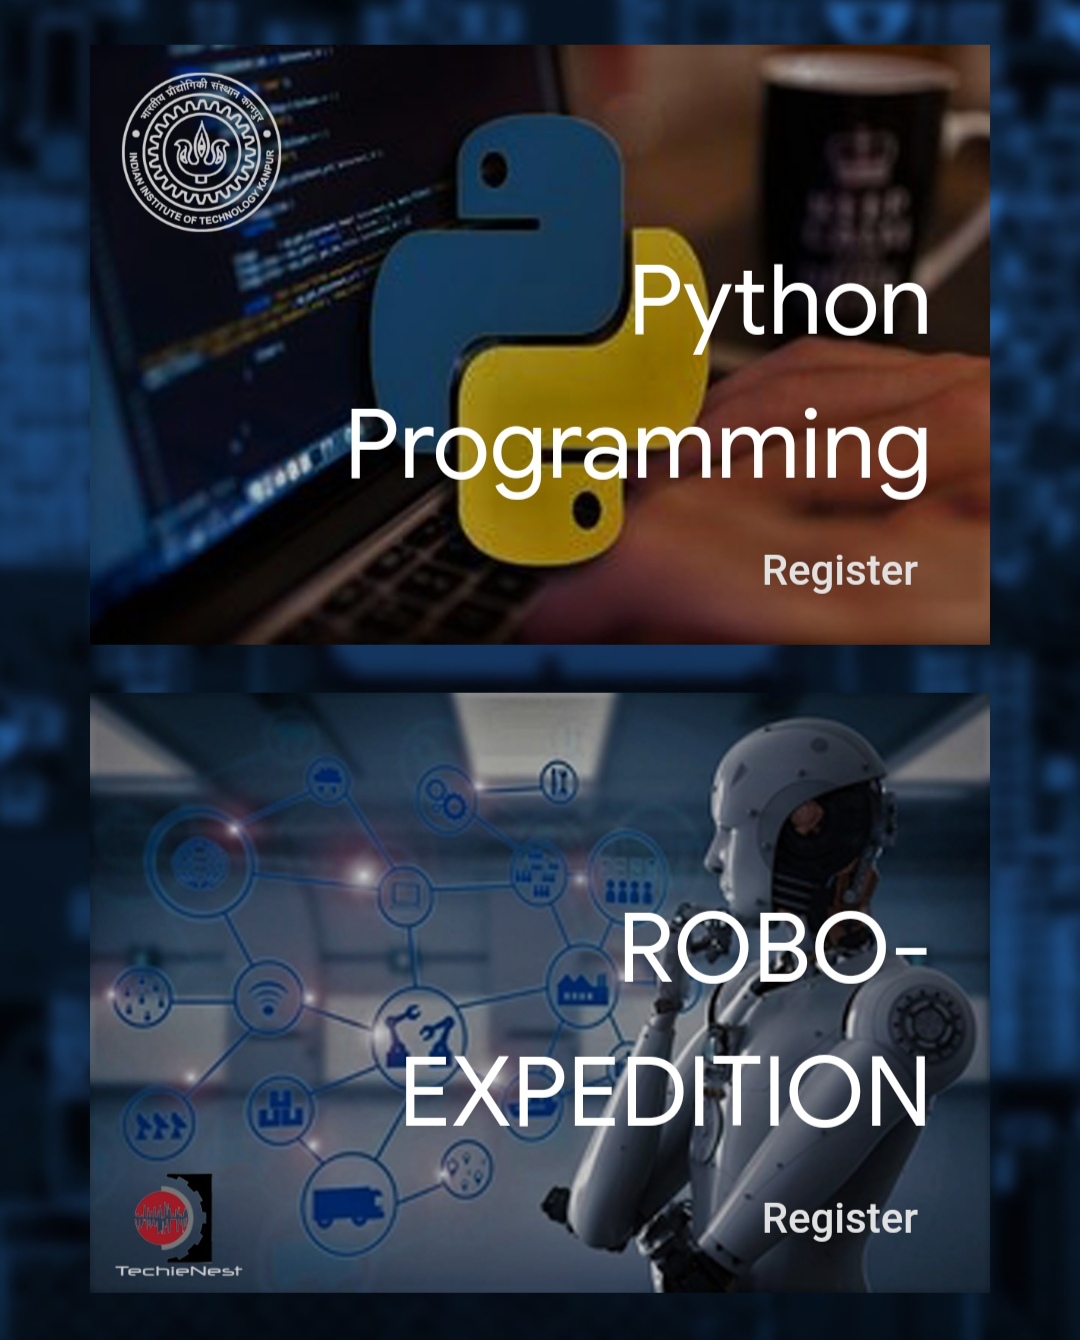 भारतीय प्रौद्योगिकी संस्थान कानपुर
INDIAN INSTITUTE OF TECHNOLOGY KANPUR
Python
Programming
Register
ROBO-
EXPEDITION
TechieNest
Register